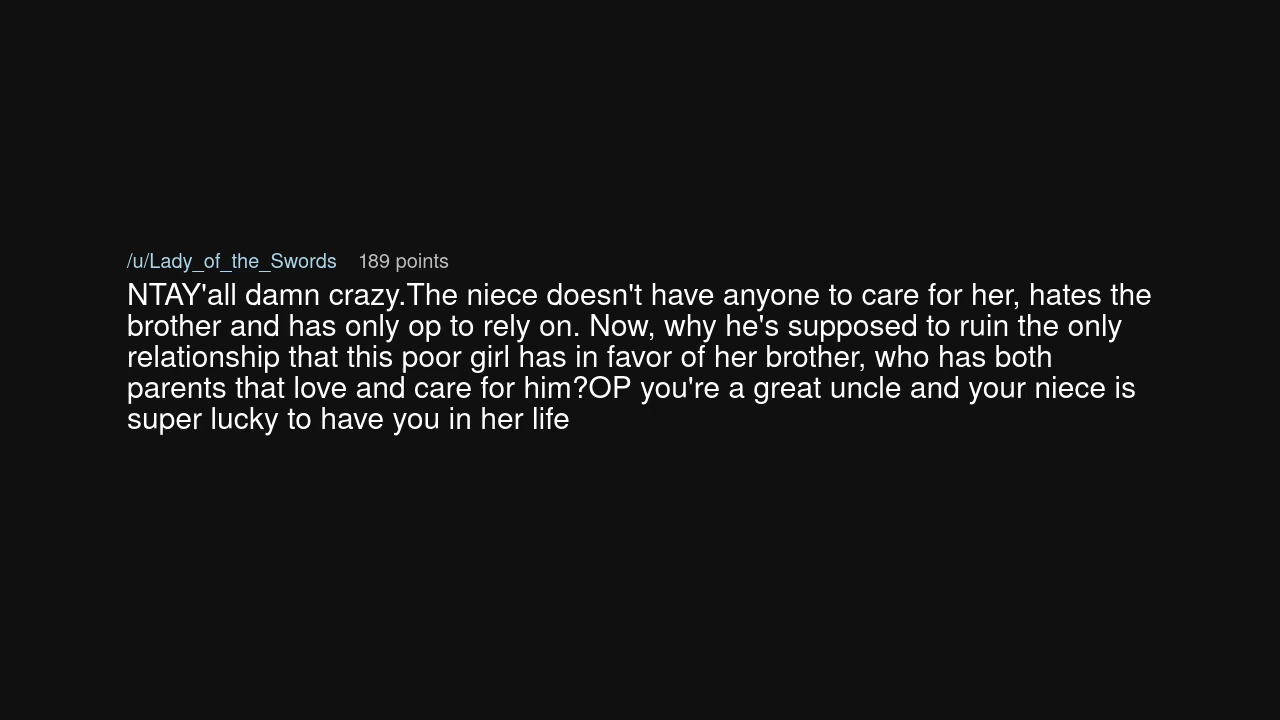 /u/Lady_of_the_Swords 189 points
NTAY'all damn crazy.The niece doesn't have anyone to care for her, hates the
brother and has only op to rely on. Now, why he's supposed to ruin the only
relationship that this poor girl has in favor of her brother, who has both
parents that love and care for him?OP you're a great uncle and your niece is
super lucky to have you in her life